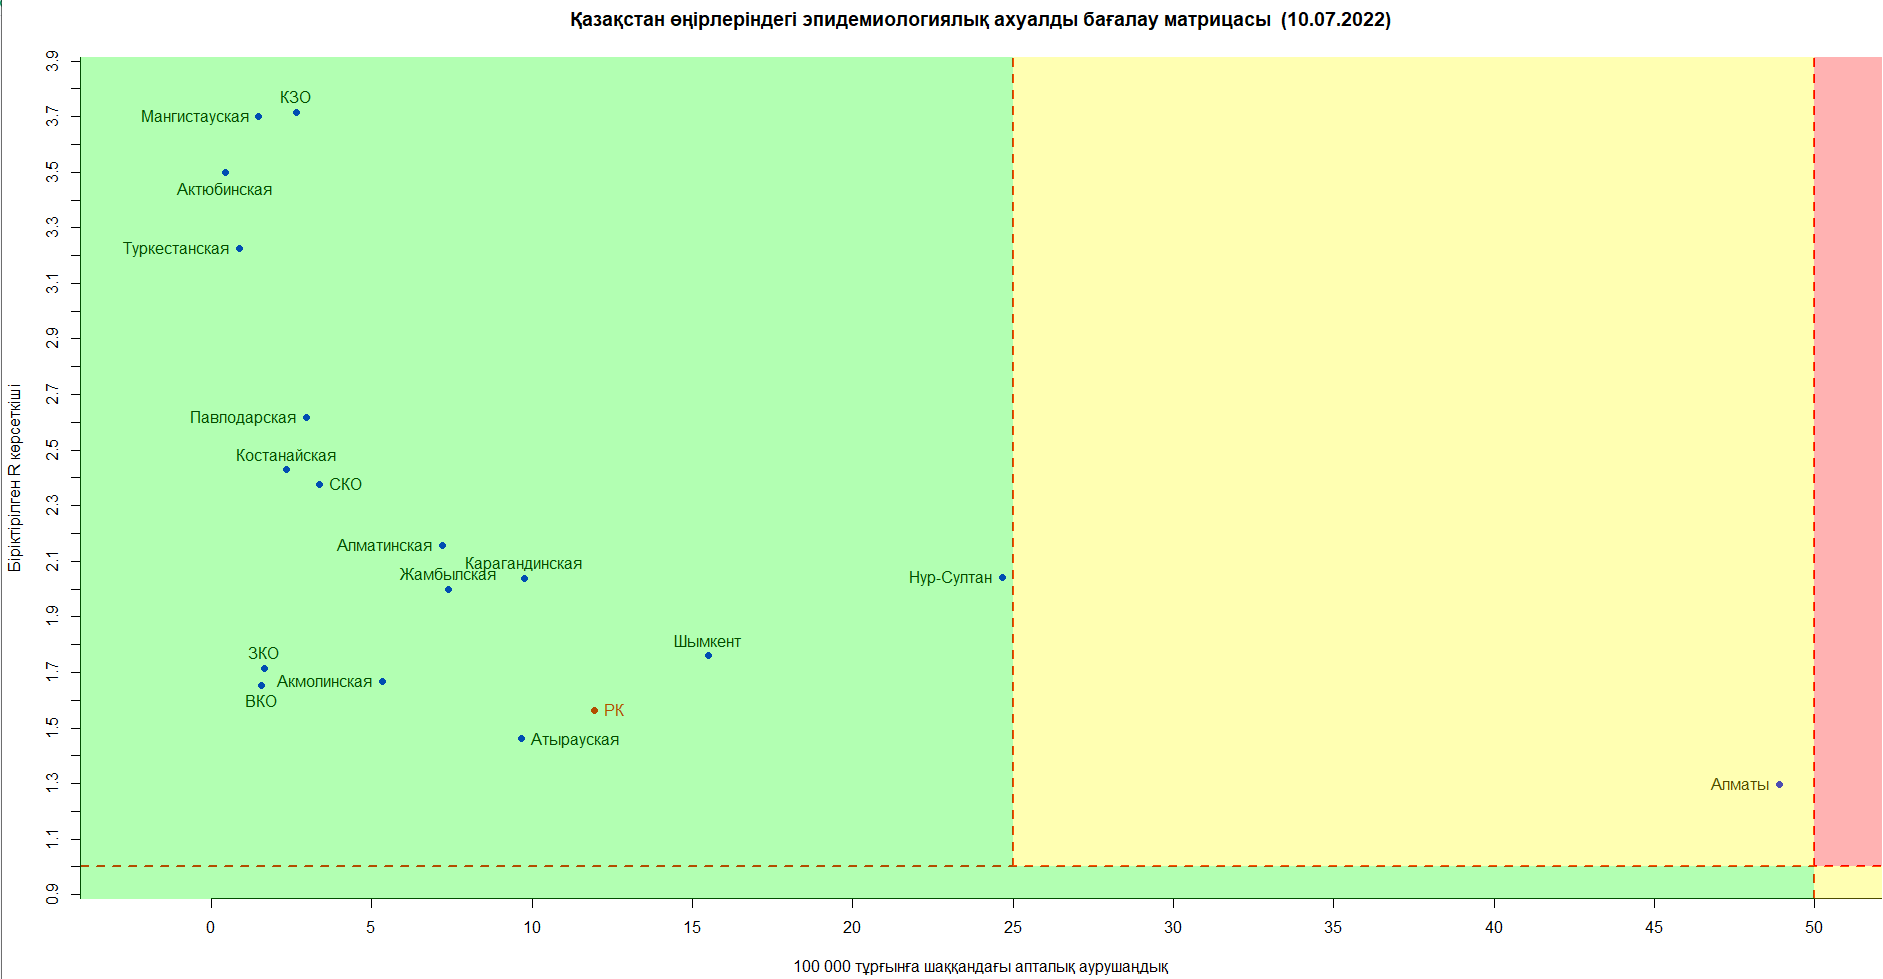 Қазақстан өңірлеріндегі эпидемиологиялық ахуалды бағалау матрицасы (10.07.2022)
Біріктірілген R көрсеткіші
3.9
3.7
3.5
3.3
3.1
2.9
2.7
2.5
2.3
2.1
1.9
1.7
1.5
1.3
1.1
0.9
КЗО
Мангистауская
Актюбинская
Туркестанская
Павлодарская
Костанайская
СКО
Алматинская
Карагандинская
Жамбылская
Нур-Султан
Шымкент
ЗКО
Акмолинская
ВКО
РК
Атырауская
Алматы
0 5 10 15 20 25 30 35 40 45 50
100 000 тұрғынға шаққандағы апталық аурушаңдық